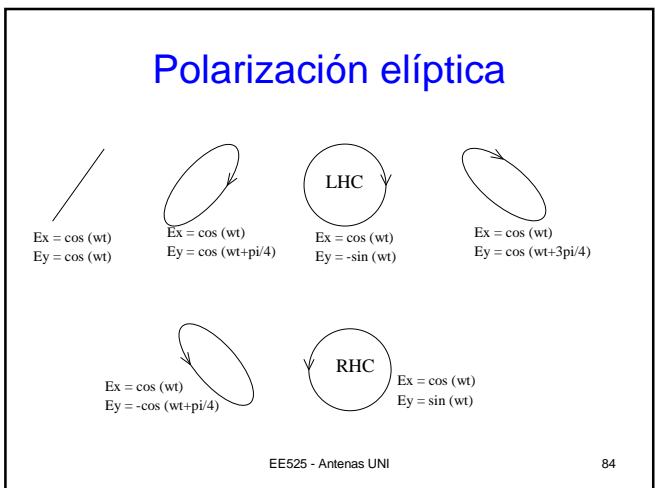 Polarización elíptica
LHC
Ex = cos (wt)
Ey = cos (wt)
Ex = cos (wt)
Ey = cos (wt+pi/4)
Ex = cos (wt)
Ey = -sin (wt)
Ex = cos (wt)
Ey = cos (wt+3pi/4)
Ex = cos (wt)
Ey = -cos (wt+pi/4)
RHC
Ex = cos (wt)
Ey = sin (wt)
EE525 - Antenas UNI
84